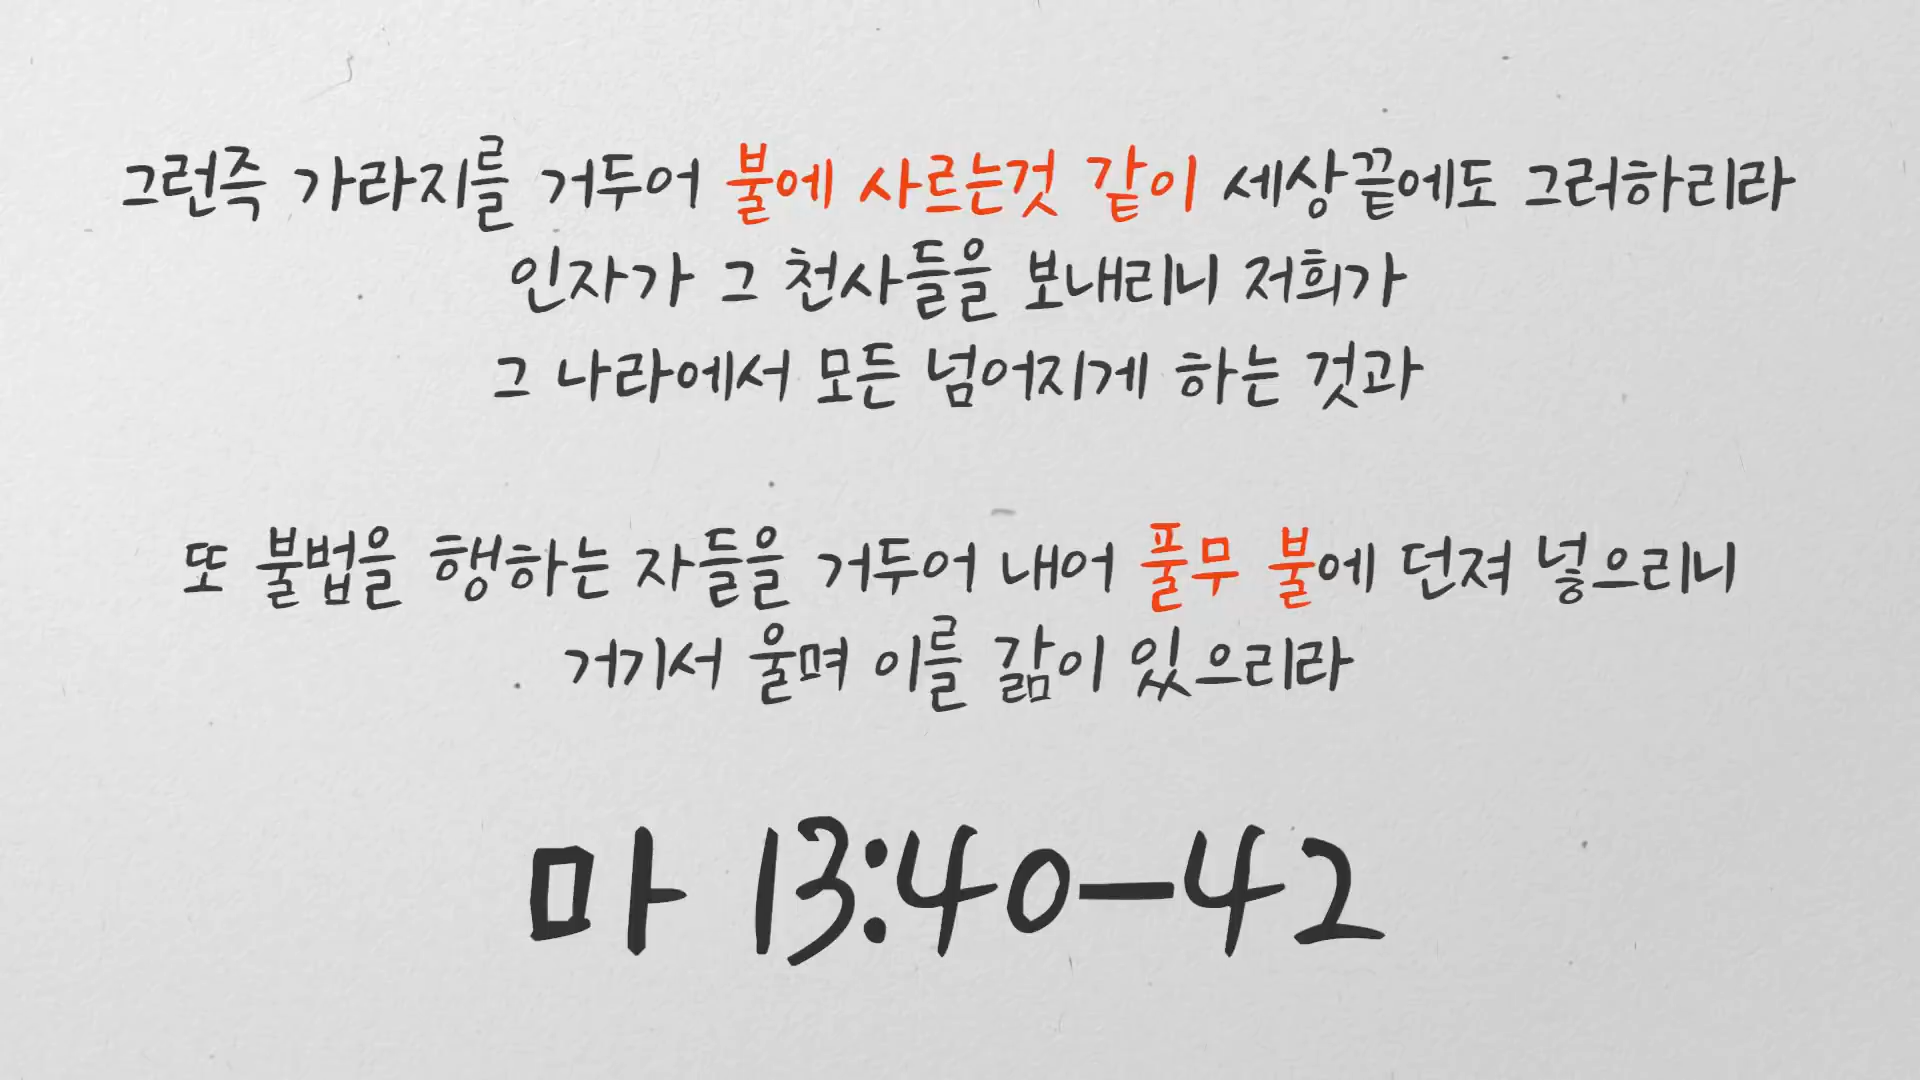 그런즉 가라지를 거두어 불에 사르는것 같이 세상끝에도 그러하리라
인자가 그 천사들을 보내리니 저희가
그 나라에서 모든 넘어지게 하는 것과
또 불법을 행하는 자들을 거두어 내어 풀무 불에 던져 넣으리니
거기서 울며 이를 갊이 있으리라
마 13:40-42